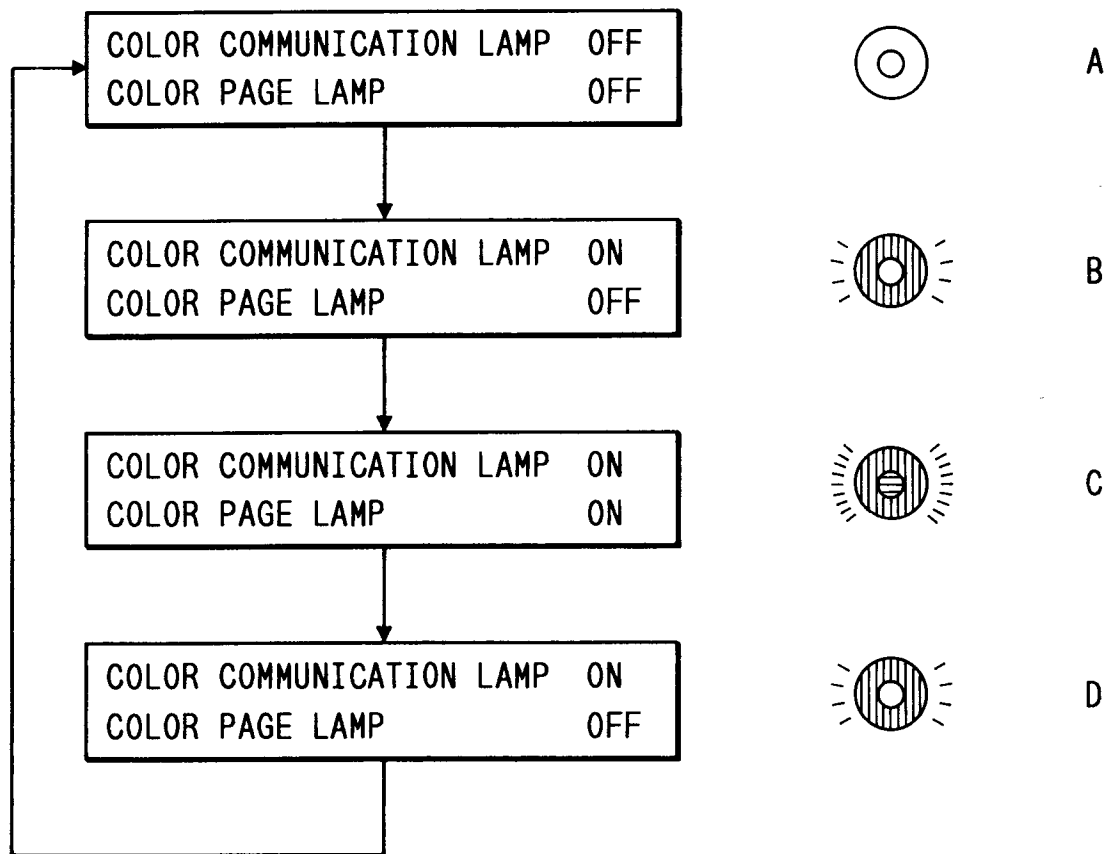 COLOR COMMUNICATION LAMP OFF
COLOR PAGE LAMP OFF
A
COLOR COMMUNICATION LAMP ON
COLOR PAGE LAMP OFF
B
COLOR COMMUNICATION LAMP ON
COLOR PAGE LAMP ON
C
COLOR COMMUNICATION LAMP ON
COLOR PAGE LAMP OFF
D